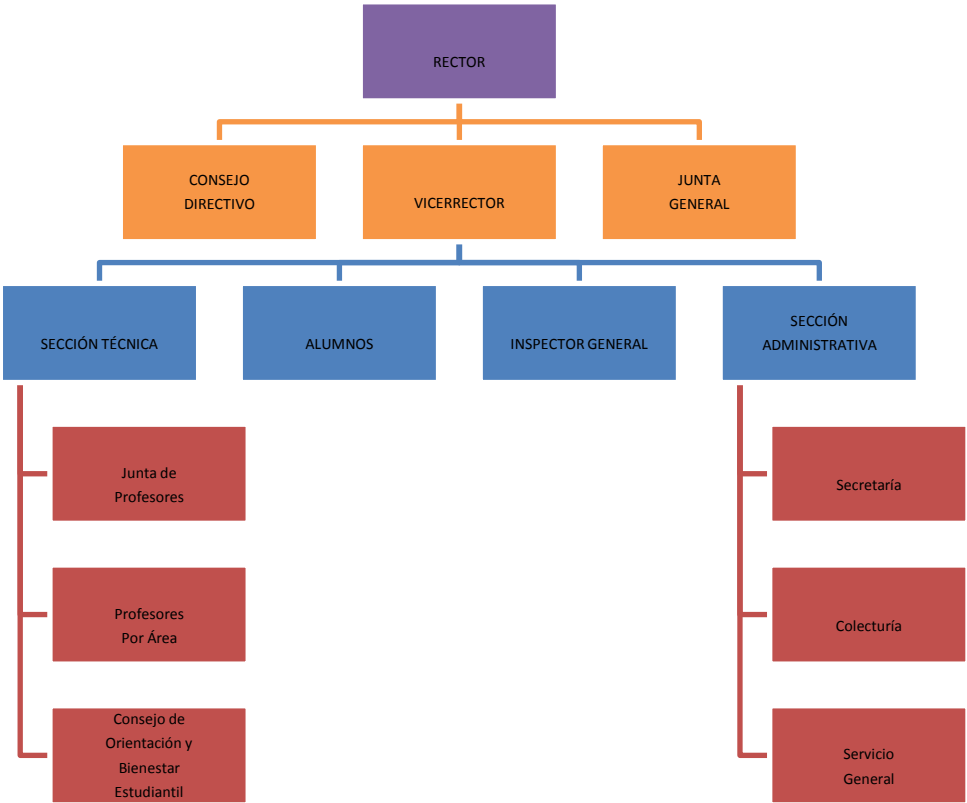 RECTOR
CONSEJO
DIRECTIVO
VICERRECTOR
JUNTA
GENERAL
SECCIÓN TÉCNICA
ALUMNOS
INSPECTOR GENERAL
SECCIÓN
ADMINISTRATIVA
Junta de
Profesores
Profesores
Por Área
Consejo de
Orientación y
Bienestar
Estudiantil
Secretaría
Colecturía
Servicio
General